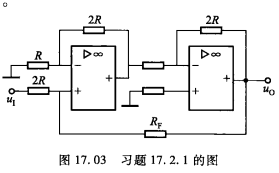 。
2R
2R
R
▷∞
▷∞
−
+
−
+
2R
+
+
u_I
u_O
R_F
图 17.03 习题 17.2.1 的图